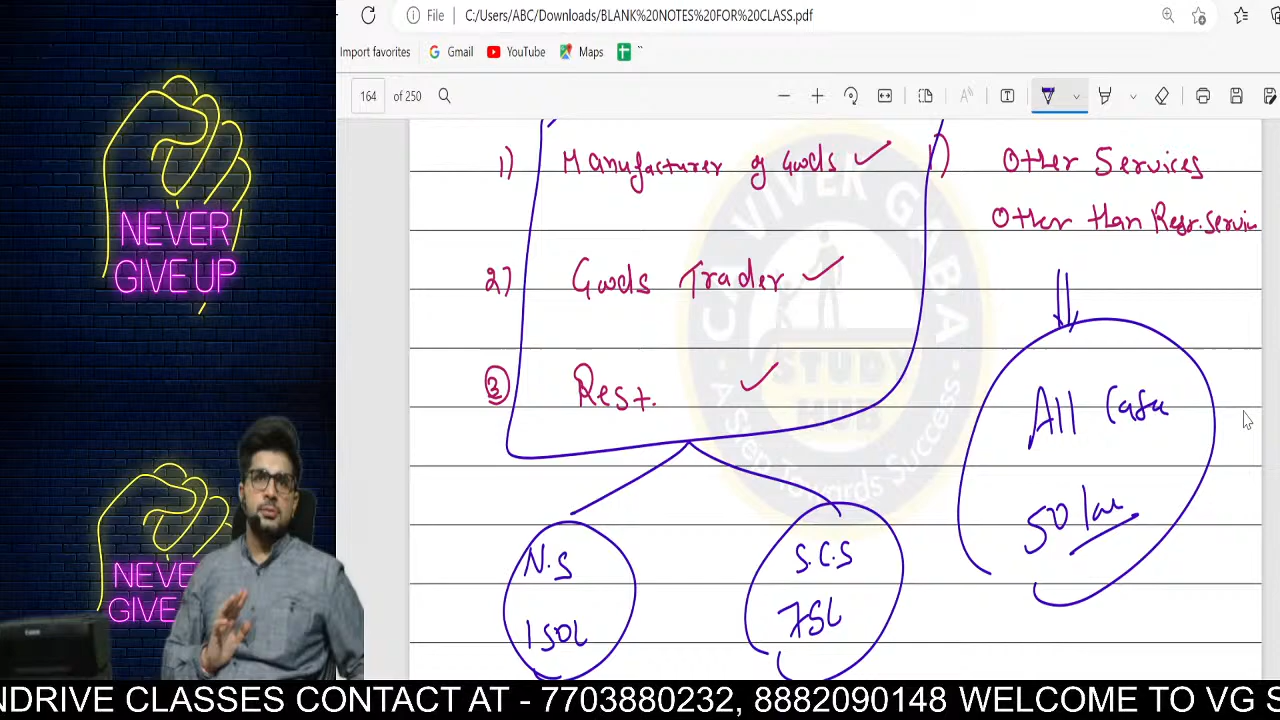 File C:/Users/ABC/Downloads/BLANK%20NOTES%20FOR%20CLASS.pdf
Import favorites Gmail YouTube Maps
164 of 250
1) Manufacturer of Goods
2) Goods Trader
3 Rest.
N.S
150L
S.C.S
75L
1) Other Services
Other than Rest. Service
All Case
50 lac
NEVER
GIVE UP
NEVE
GIVE
NDRIVE CLASSES CONTACT AT - 7703880232, 8882090148 WELCOME TO VG S